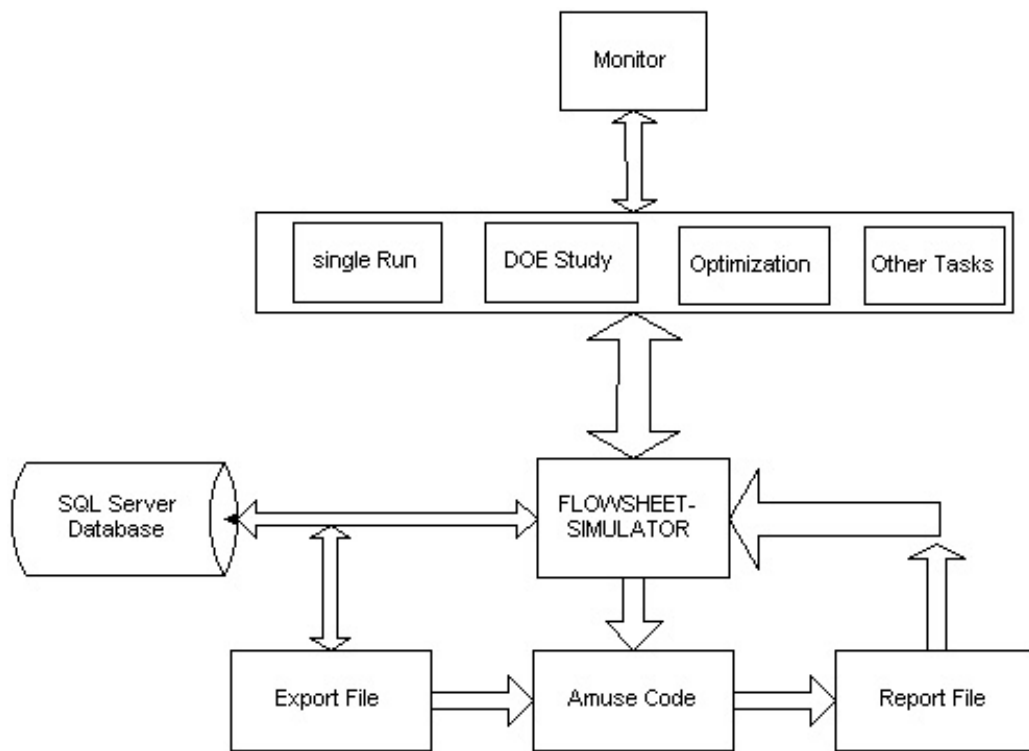 Monitor
single Run
DOE Study
Optimization
Other Tasks
SQL Server
Database
FLOWSHEET-
SIMULATOR
Export File
Amuse Code
Report File